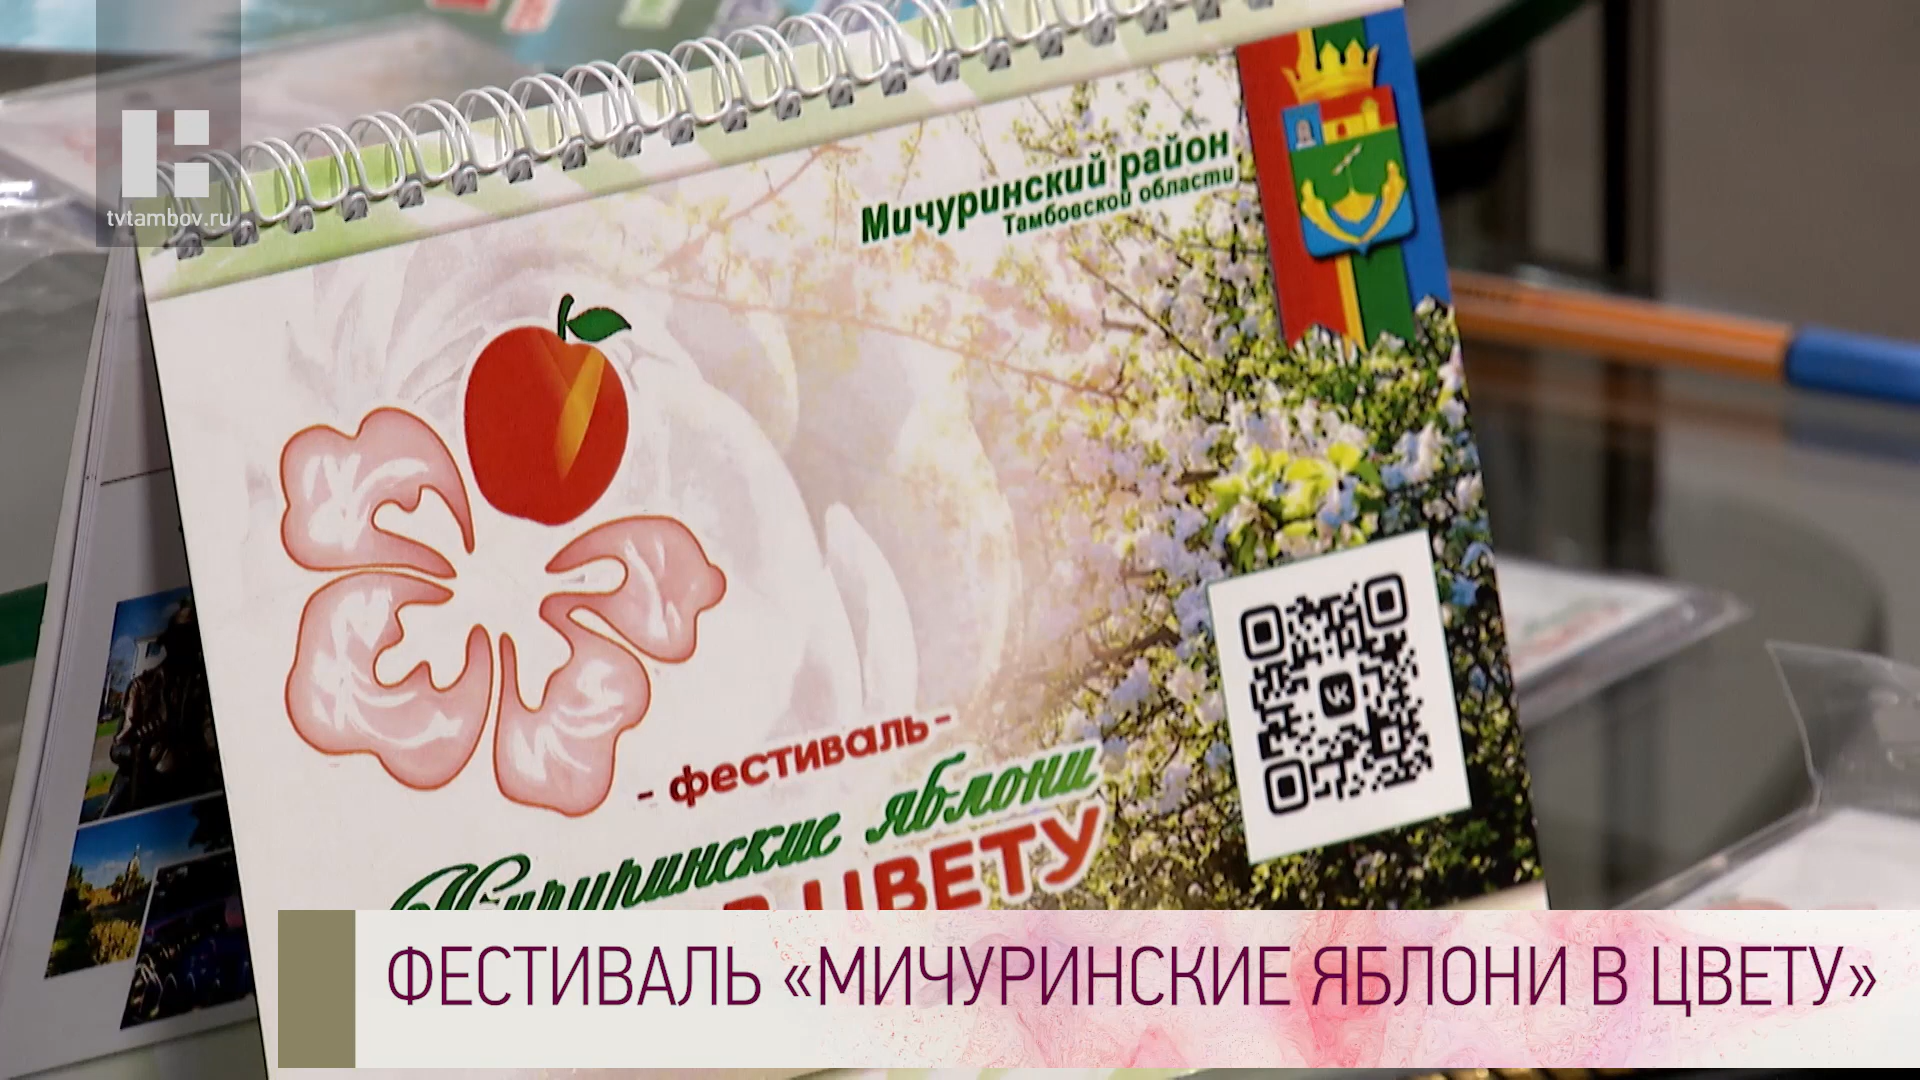 tvtambov.ru
Мичуринский район
Тамбовской области
- фестиваль -
Мичуринские яблони
В ЦВЕТУ
ФЕСТИВАЛЬ «МИЧУРИНСКИЕ ЯБЛОНИ В ЦВЕТУ»